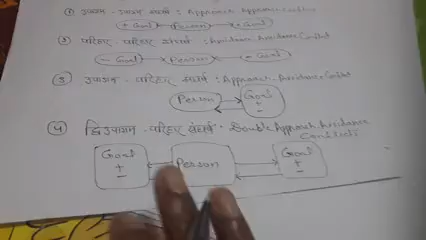 ① उपागम - उपागम संघर्ष : Approach Approach Conflict
+ Goal Person + Goal
② परिहार - परिहार संघर्ष : Avoidance Avoidance Conflict
- Goal Person - Goal
③ उपागम - परिहार संघर्ष : Approach Avoidance Conflict
Person Goal
+
-
④ द्विउपागम - परिहार संघर्ष : Double Approach Avoidance
Conflict
Goal Person Goal
+ +
- -